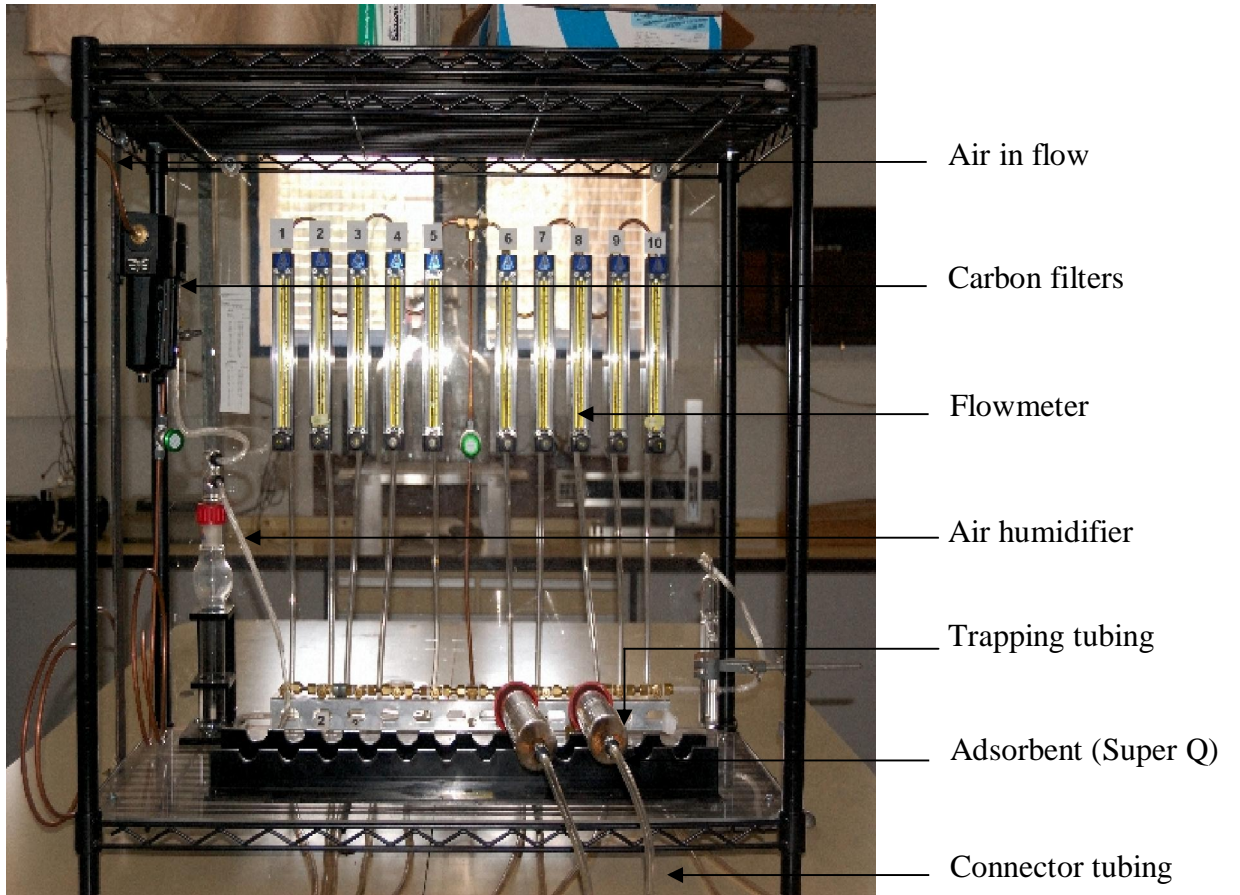 Air in flow
1 2 3 4 5 6 7 8 9 10
Carbon filters
Flowmeter
Air humidifier
Trapping tubing
2
Adsorbent (Super Q)
Connector tubing